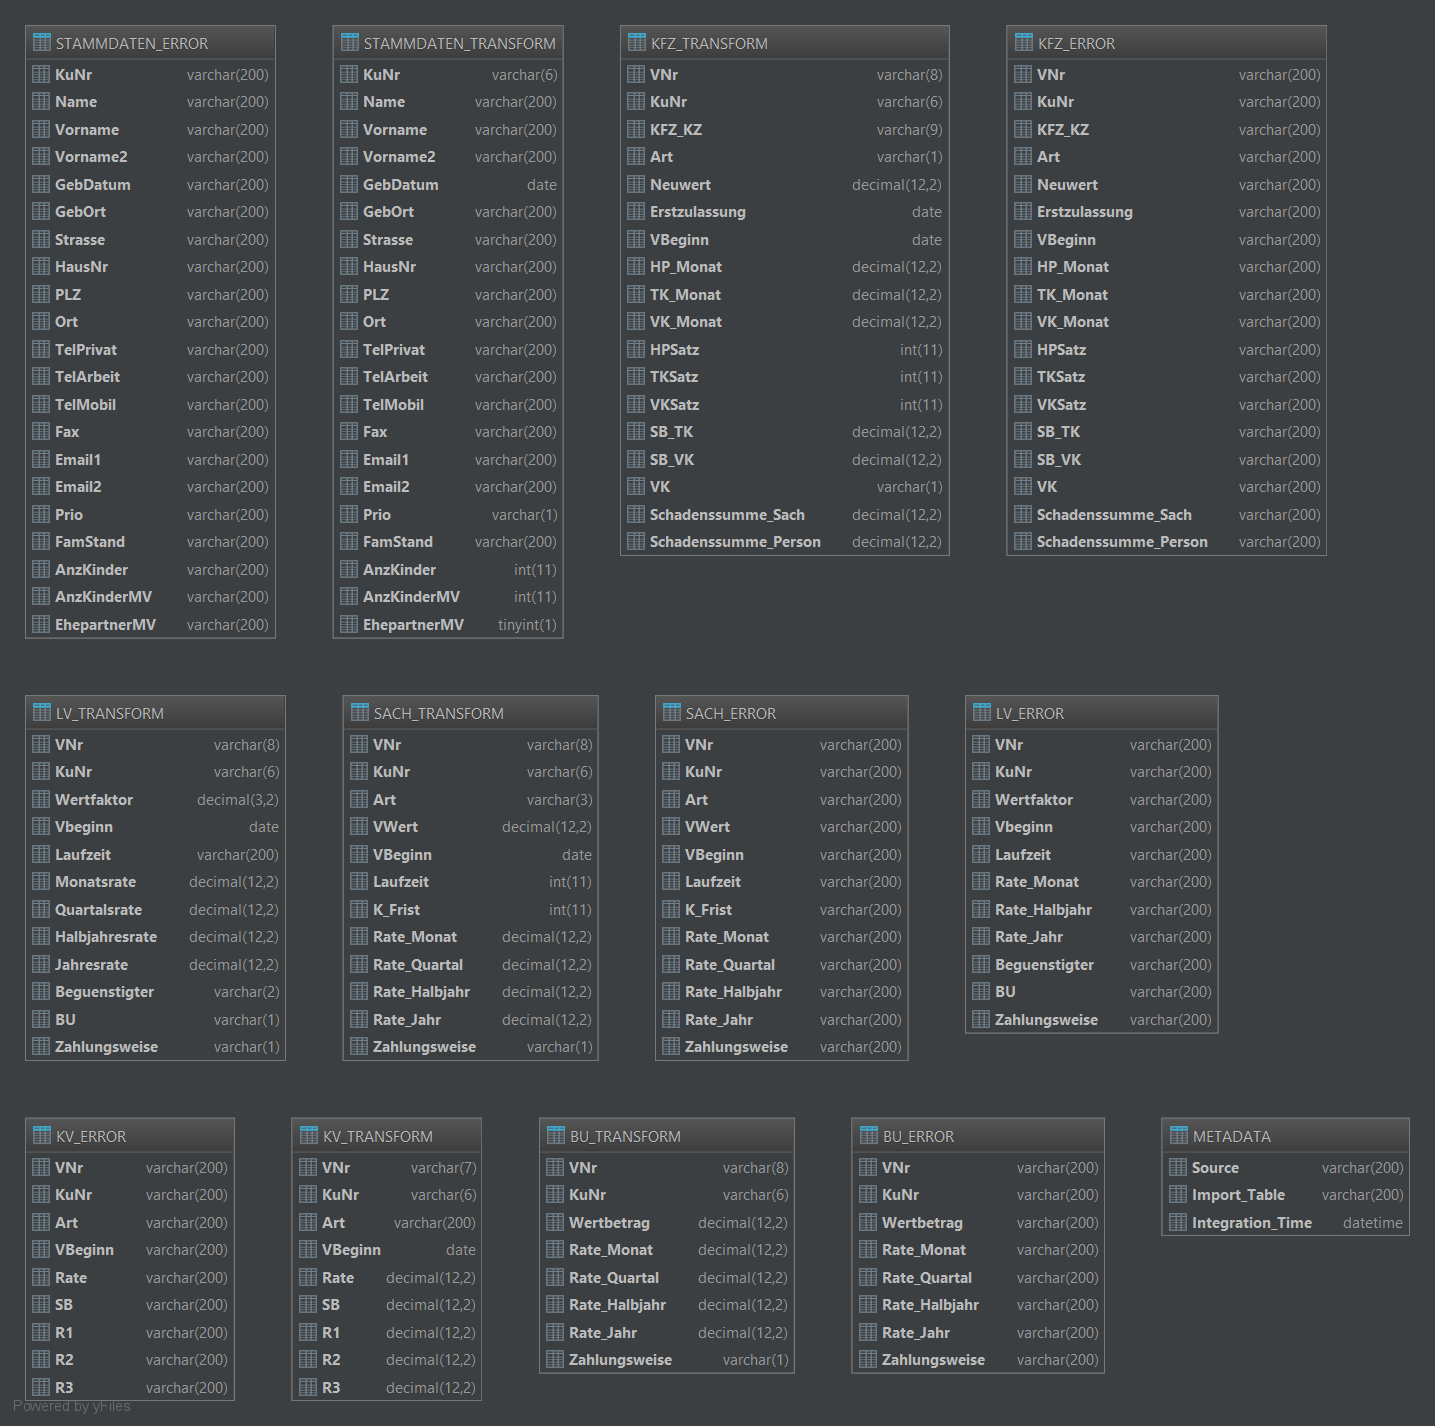 STAMMDATEN_ERROR
KuNr varchar(200)
Name varchar(200)
Vorname varchar(200)
Vorname2 varchar(200)
GebDatum varchar(200)
GebOrt varchar(200)
Strasse varchar(200)
HausNr varchar(200)
PLZ varchar(200)
Ort varchar(200)
TelPrivat varchar(200)
TelArbeit varchar(200)
TelMobil varchar(200)
Fax varchar(200)
Email1 varchar(200)
Email2 varchar(200)
Prio varchar(200)
FamStand varchar(200)
AnzKinder varchar(200)
AnzKinderMV varchar(200)
EhepartnerMV varchar(200)
STAMMDATEN_TRANSFORM
KuNr varchar(6)
Name varchar(200)
Vorname varchar(200)
Vorname2 varchar(200)
GebDatum date
GebOrt varchar(200)
Strasse varchar(200)
HausNr varchar(200)
PLZ varchar(200)
Ort varchar(200)
TelPrivat varchar(200)
TelArbeit varchar(200)
TelMobil varchar(200)
Fax varchar(200)
Email1 varchar(200)
Email2 varchar(200)
Prio varchar(1)
FamStand varchar(200)
AnzKinder int(11)
AnzKinderMV int(11)
EhepartnerMV tinyint(1)
KFZ_TRANSFORM
VNr varchar(8)
KuNr varchar(6)
KFZ_KZ varchar(9)
Art varchar(1)
Neuwert decimal(12,2)
Erstzulassung date
VBeginn date
HP_Monat decimal(12,2)
TK_Monat decimal(12,2)
VK_Monat decimal(12,2)
HPSatz int(11)
TKSatz int(11)
VKSatz int(11)
SB_TK decimal(12,2)
SB_VK decimal(12,2)
VK varchar(1)
Schadenssumme_Sach decimal(12,2)
Schadenssumme_Person decimal(12,2)
KFZ_ERROR
VNr varchar(200)
KuNr varchar(200)
KFZ_KZ varchar(200)
Art varchar(200)
Neuwert varchar(200)
Erstzulassung varchar(200)
VBeginn varchar(200)
HP_Monat varchar(200)
TK_Monat varchar(200)
VK_Monat varchar(200)
HPSatz varchar(200)
TKSatz varchar(200)
VKSatz varchar(200)
SB_TK varchar(200)
SB_VK varchar(200)
VK varchar(200)
Schadenssumme_Sach varchar(200)
Schadenssumme_Person varchar(200)
LV_TRANSFORM
VNr varchar(8)
KuNr varchar(6)
Wertfaktor decimal(3,2)
Vbeginn date
Laufzeit varchar(200)
Monatsrate decimal(12,2)
Quartalsrate decimal(12,2)
Halbjahresrate decimal(12,2)
Jahresrate decimal(12,2)
Beguenstigter varchar(2)
BU varchar(1)
Zahlungsweise varchar(1)
SACH_TRANSFORM
VNr varchar(8)
KuNr varchar(6)
Art varchar(3)
VWert decimal(12,2)
VBeginn date
Laufzeit int(11)
K_Frist int(11)
Rate_Monat decimal(12,2)
Rate_Quartal decimal(12,2)
Rate_Halbjahr decimal(12,2)
Rate_Jahr decimal(12,2)
Zahlungsweise varchar(1)
SACH_ERROR
VNr varchar(200)
KuNr varchar(200)
Art varchar(200)
VWert varchar(200)
VBeginn varchar(200)
Laufzeit varchar(200)
K_Frist varchar(200)
Rate_Monat varchar(200)
Rate_Quartal varchar(200)
Rate_Halbjahr varchar(200)
Rate_Jahr varchar(200)
Zahlungsweise varchar(200)
LV_ERROR
VNr varchar(200)
KuNr varchar(200)
Wertfaktor varchar(200)
Vbeginn varchar(200)
Laufzeit varchar(200)
Rate_Monat varchar(200)
Rate_Halbjahr varchar(200)
Rate_Jahr varchar(200)
Beguenstigter varchar(200)
BU varchar(200)
Zahlungsweise varchar(200)
KV_ERROR
VNr varchar(200)
KuNr varchar(200)
Art varchar(200)
VBeginn varchar(200)
Rate varchar(200)
SB varchar(200)
R1 varchar(200)
R2 varchar(200)
R3 varchar(200)
KV_TRANSFORM
VNr varchar(7)
KuNr varchar(6)
Art varchar(200)
VBeginn date
Rate decimal(12,2)
SB decimal(12,2)
R1 decimal(12,2)
R2 decimal(12,2)
R3 decimal(12,2)
BU_TRANSFORM
VNr varchar(8)
KuNr varchar(6)
Wertbetrag decimal(12,2)
Rate_Monat decimal(12,2)
Rate_Quartal decimal(12,2)
Rate_Halbjahr decimal(12,2)
Rate_Jahr decimal(12,2)
Zahlungsweise varchar(1)
BU_ERROR
VNr varchar(200)
KuNr varchar(200)
Wertbetrag varchar(200)
Rate_Monat varchar(200)
Rate_Quartal varchar(200)
Rate_Halbjahr varchar(200)
Rate_Jahr varchar(200)
Zahlungsweise varchar(200)
METADATA
Source varchar(200)
Import_Table varchar(200)
Integration_Time datetime
Powered by yFiles